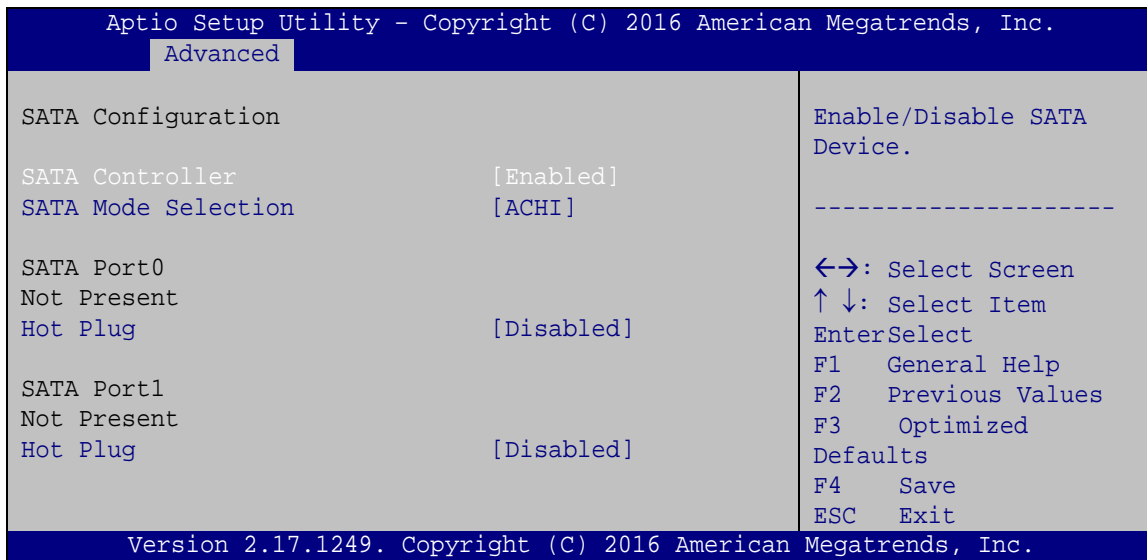 Aptio Setup Utility – Copyright (C) 2016 American Megatrends, Inc.
Advanced
SATA Configuration
SATA Controller [Enabled]
SATA Mode Selection [ACHI]
SATA Port0
Not Present
Hot Plug [Disabled]
SATA Port1
Not Present
Hot Plug [Disabled]
Enable/Disable SATA
Device.
---------------------
←→: Select Screen
↑ ↓: Select Item
EnterSelect
F1 General Help
F2 Previous Values
F3 Optimized
Defaults
F4 Save
ESC Exit
Version 2.17.1249. Copyright (C) 2016 American Megatrends, Inc.